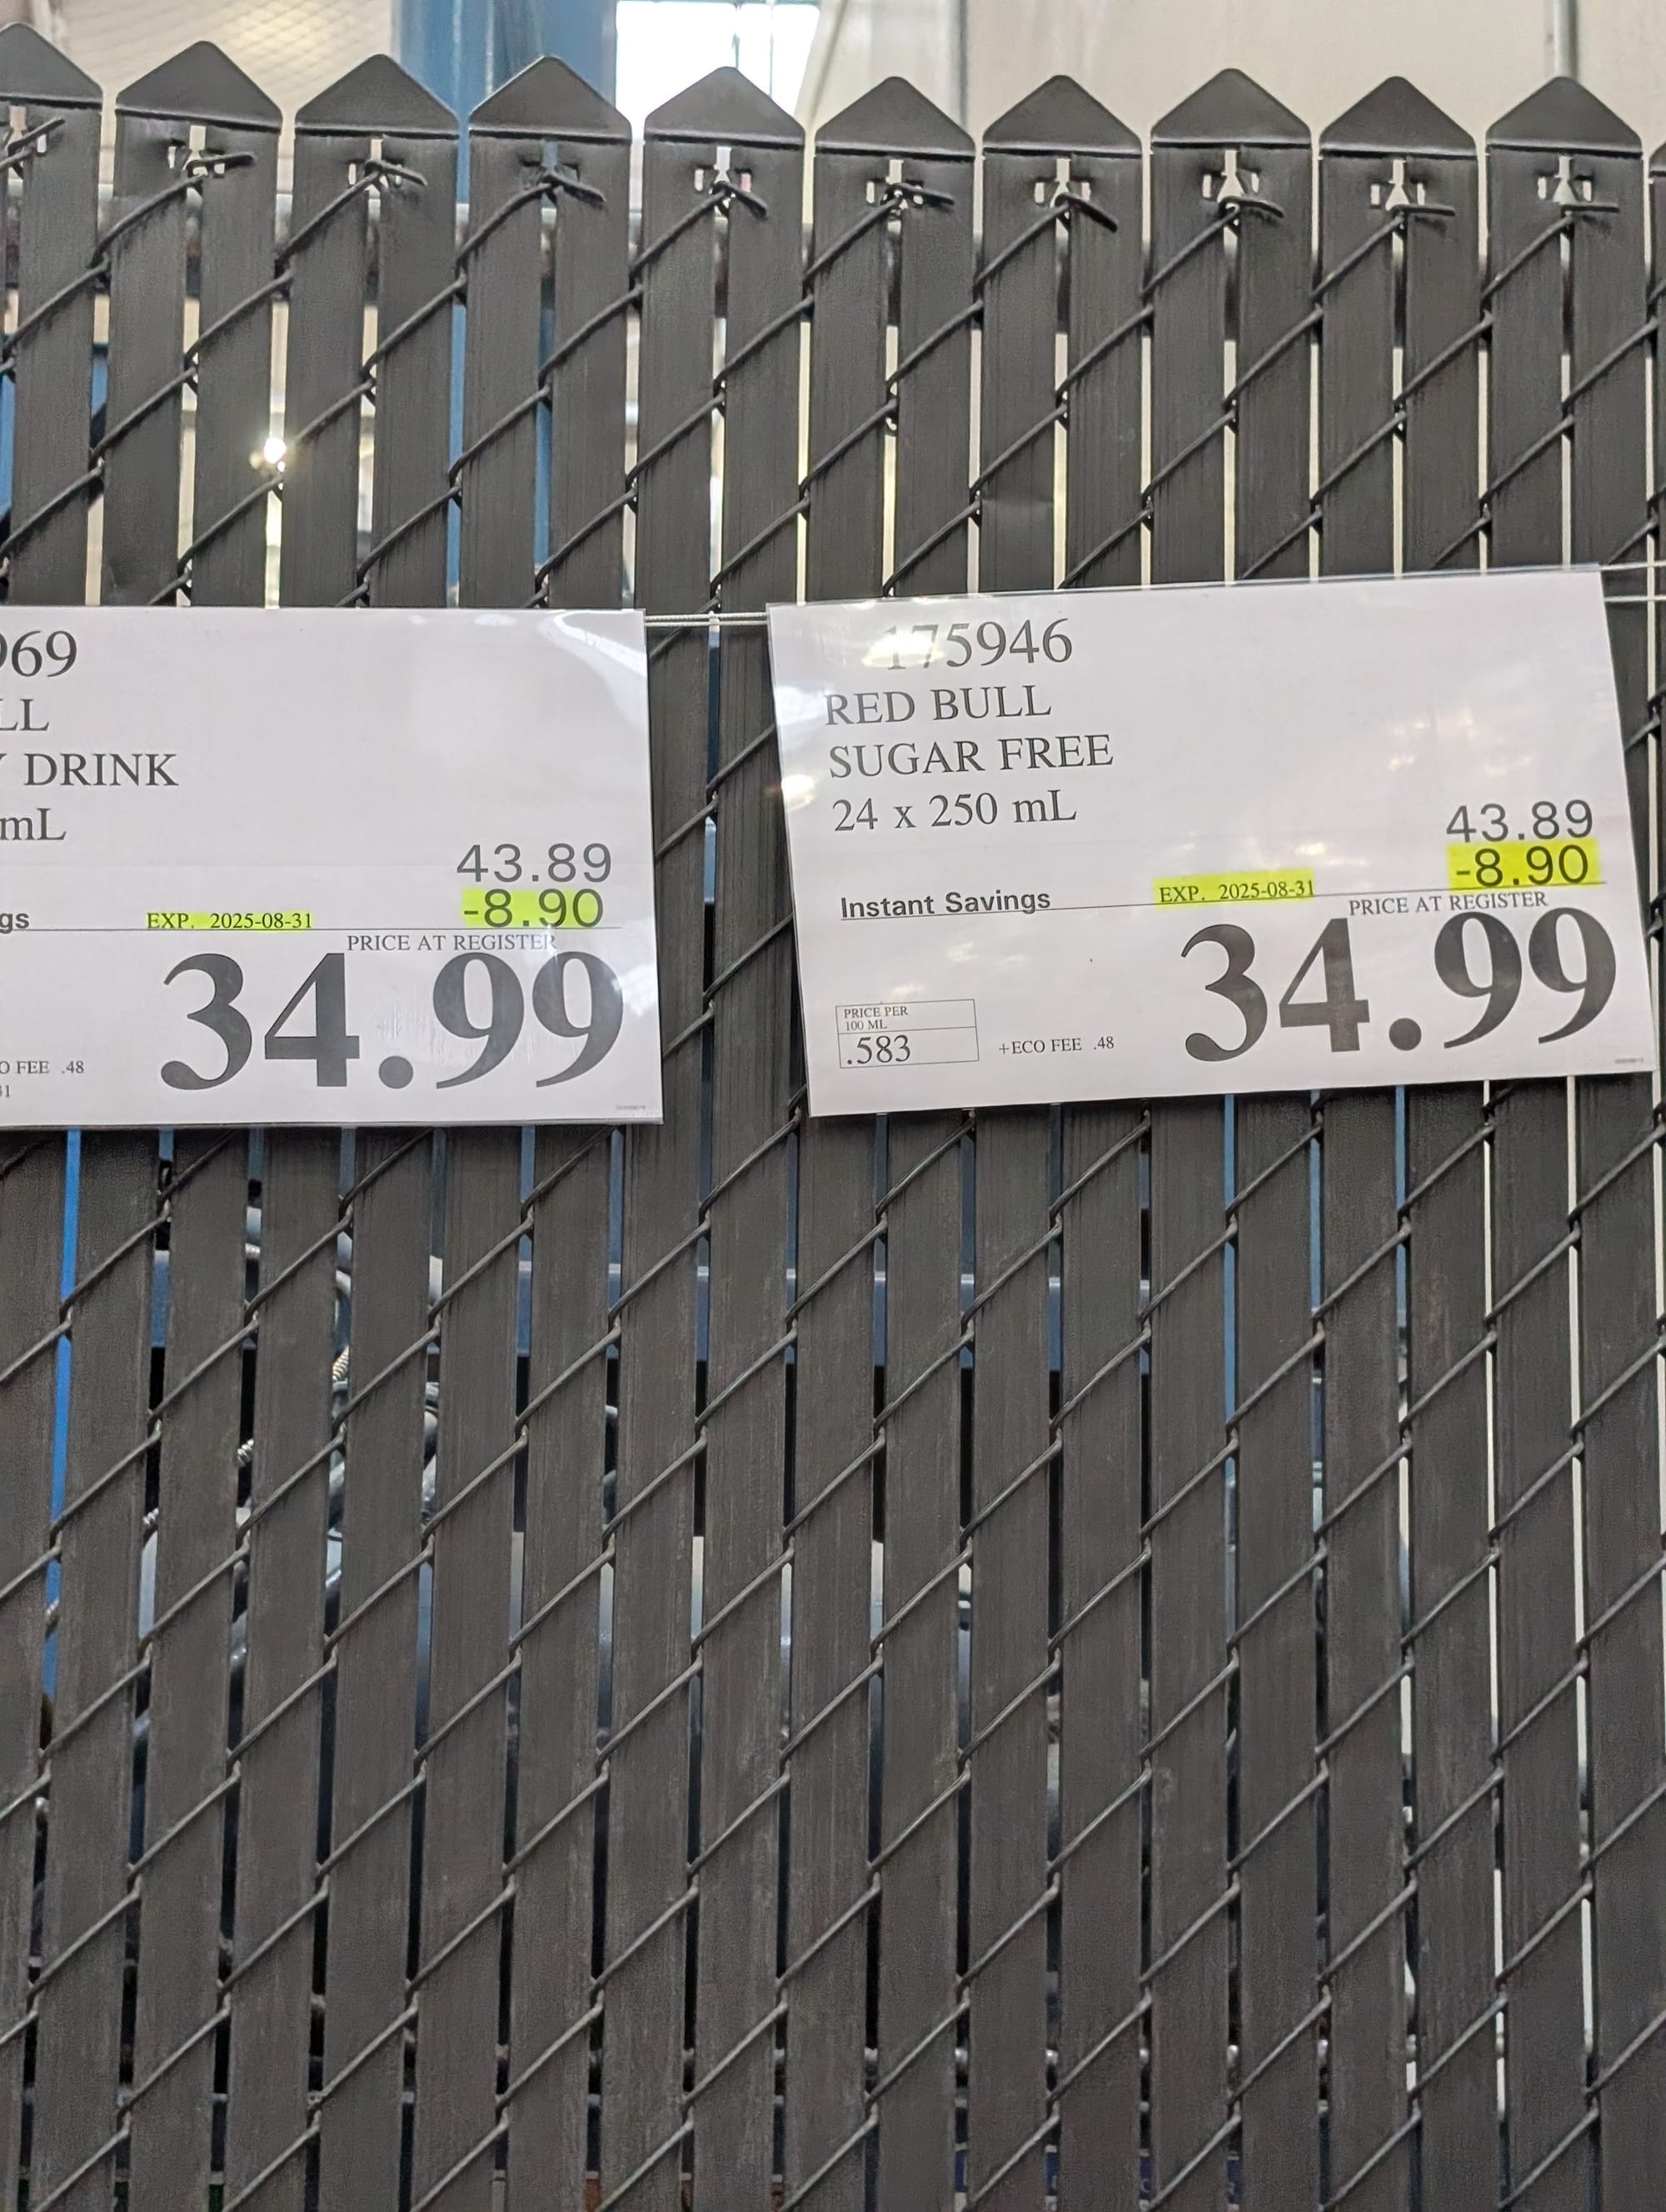 969
LL
DRINK
mL
43.89
-8.90
gs EXP. 2025-08-31
PRICE AT REGISTER
34.99
O FEE .48
31
175946
RED BULL
SUGAR FREE
24 x 250 mL
43.89
-8.90
Instant Savings EXP. 2025-08-31
PRICE AT REGISTER
34.99
PRICE PER
100 ML
.583
+ECO FEE .48